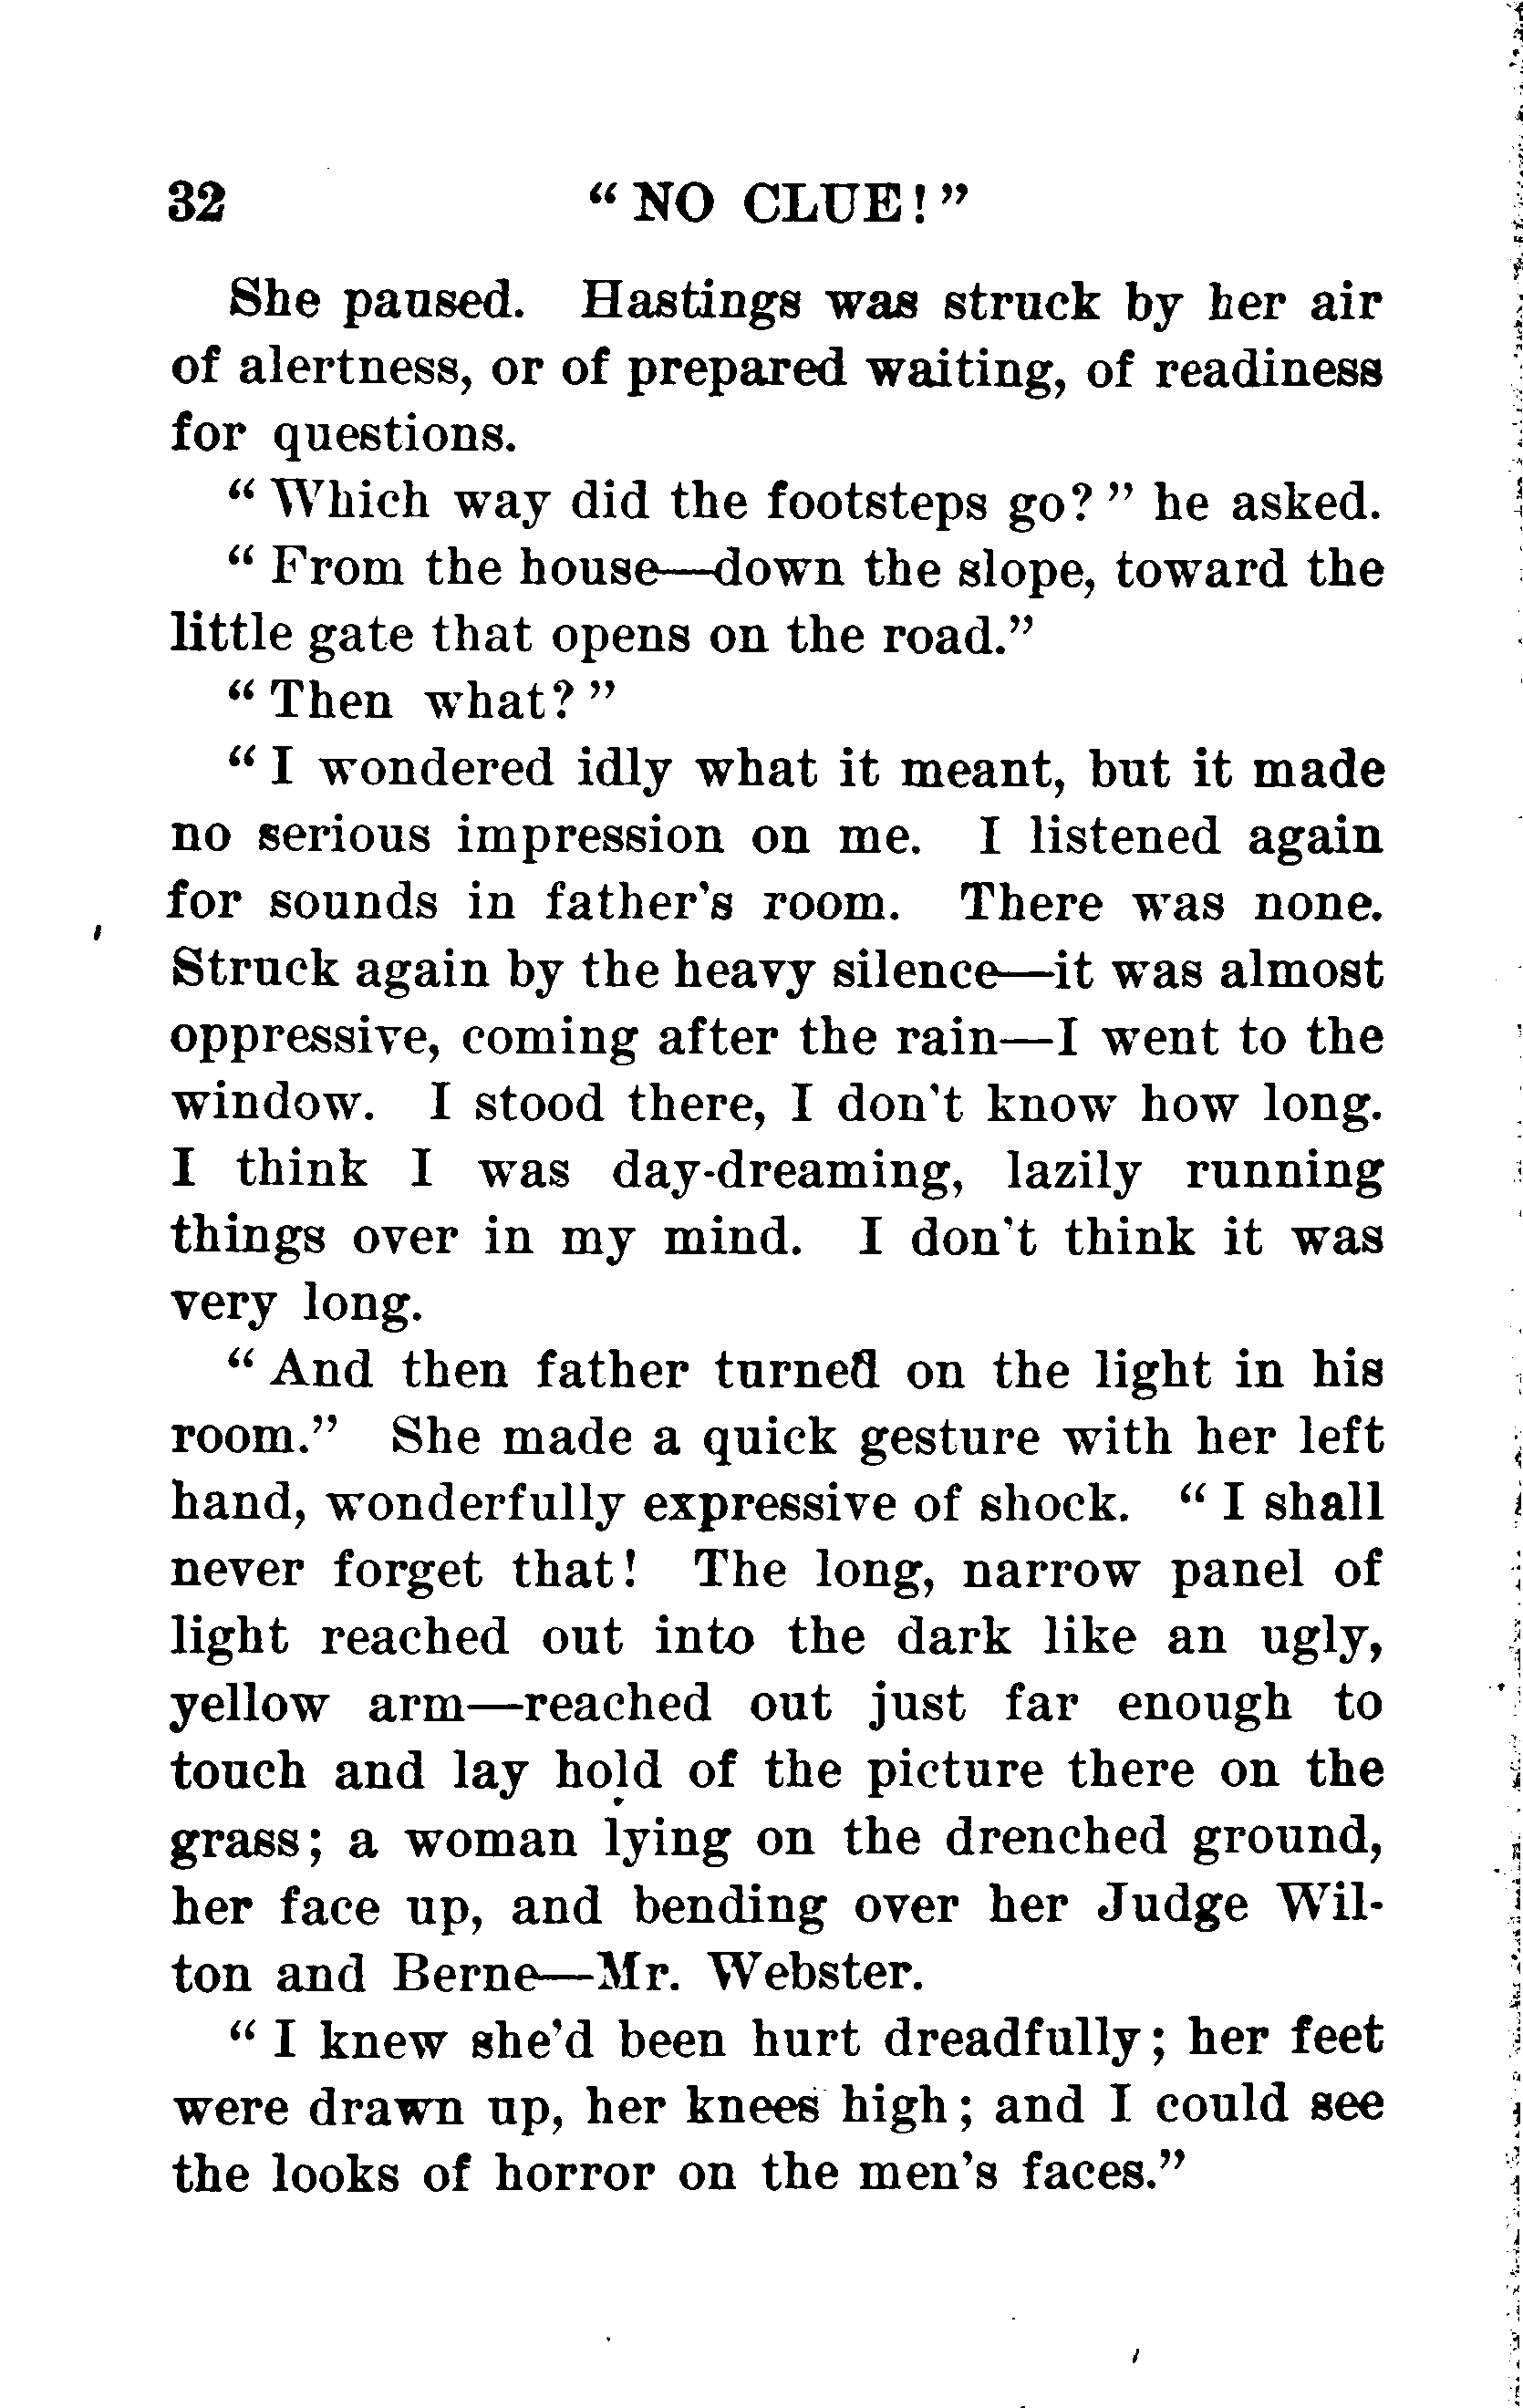 32 “ NO CLUE! ”
She paused. Hastings was struck by her air
of alertness, or of prepared waiting, of readiness
for questions.
“ Which way did the footsteps go? ” he asked.
“ From the house—down the slope, toward the
little gate that opens on the road.”
“ Then what? ”
“ I wondered idly what it meant, but it made
no serious impression on me. I listened again
for sounds in father's room. There was none.
Struck again by the heavy silence—it was almost
oppressive, coming after the rain—I went to the
window. I stood there, I don't know how long.
I think I was day-dreaming, lazily running
things over in my mind. I don't think it was
very long.
“ And then father turned on the light in his
room.” She made a quick gesture with her left
hand, wonderfully expressive of shock. “ I shall
never forget that! The long, narrow panel of
light reached out into the dark like an ugly,
yellow arm—reached out just far enough to
touch and lay hold of the picture there on the
grass; a woman lying on the drenched ground,
her face up, and bending over her Judge Wil-
ton and Berne—Mr. Webster.
“ I knew she'd been hurt dreadfully; her feet
were drawn up, her knees high; and I could see
the looks of horror on the men's faces.”